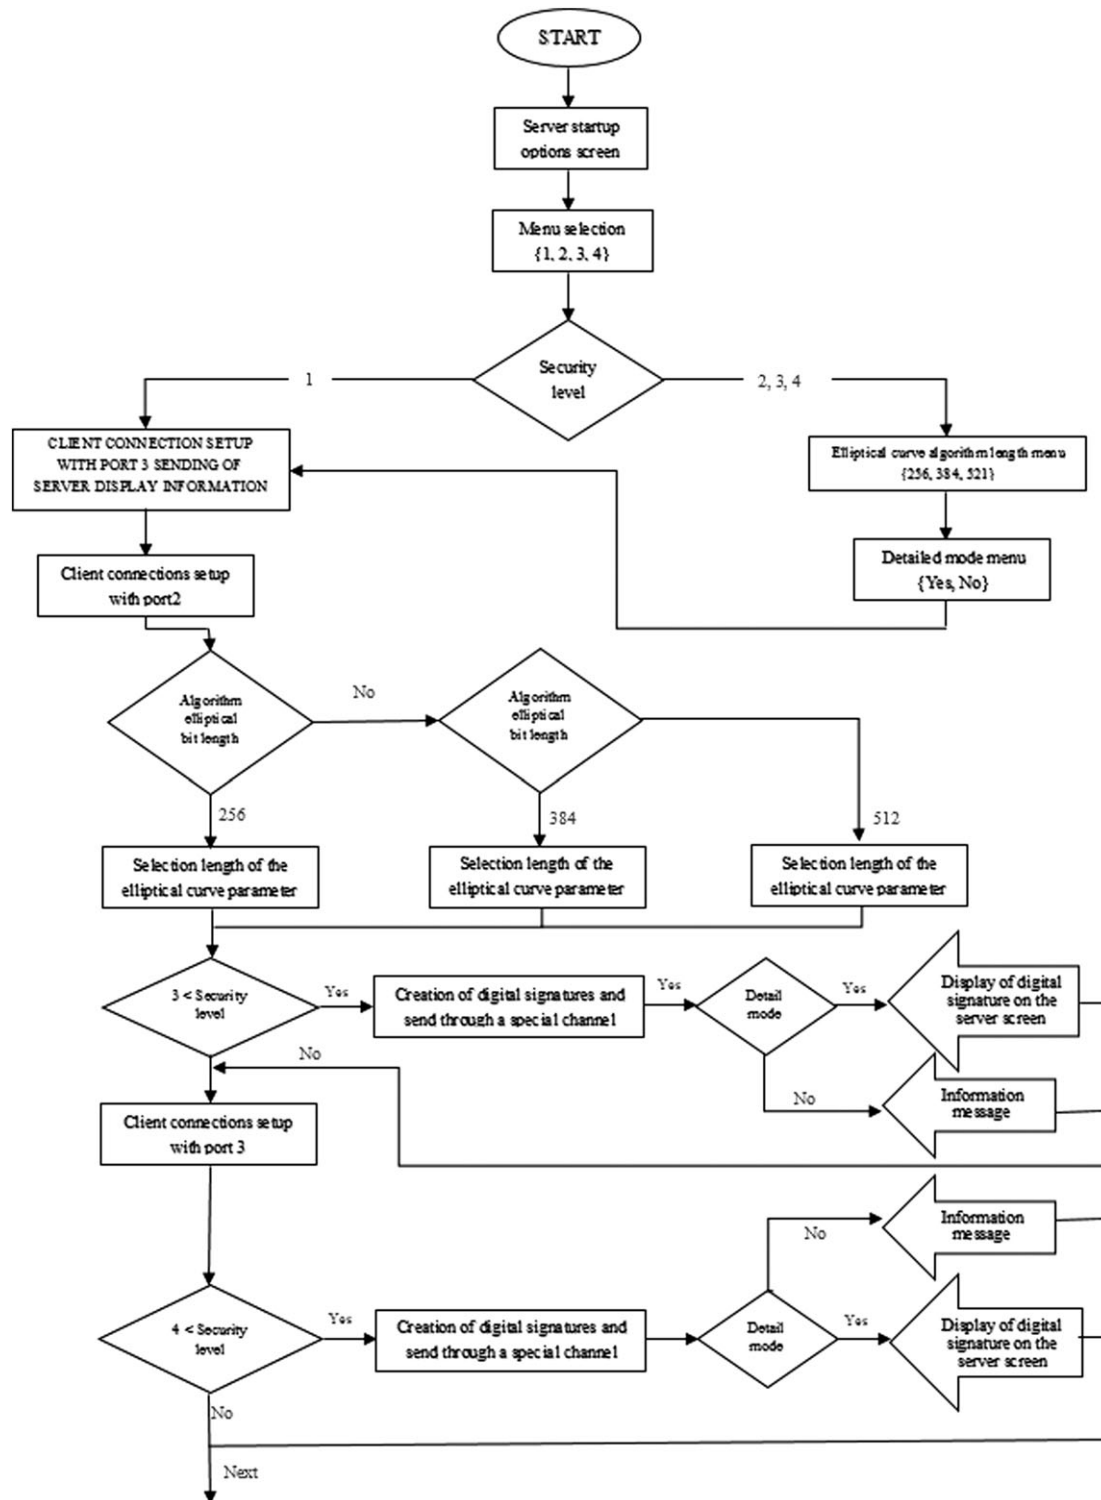 START
Server startup
options screen
Menu selection
{1, 2, 3, 4}
Security
level
1
2, 3, 4
CLIENT CONNECTION SETUP
WITH PORT 3 SENDING OF
SERVER DISPLAY INFORMATION
Elliptical curve algorithm length menu
{256, 384, 521}
Detailed mode menu
{Yes, No}
Client connections setup
with port2
Algorithm
elliptical
bit length
No
Algorithm
elliptical
bit length
256
384
512
Selection length of the
elliptical curve parameter
Selection length of the
elliptical curve parameter
Selection length of the
elliptical curve parameter
3 < Security
level
Yes
Creation of digital signatures and
send through a special channel
Yes
Detail
mode
Yes
Display of digital
signature on the
server screen
No
No
Information
message
Client connections setup
with port 3
Information
message
No
4 < Security
level
Yes
Creation of digital signatures and
send through a special channel
Detail
mode
Yes
Display of digital
signature on the
server screen
No
Next